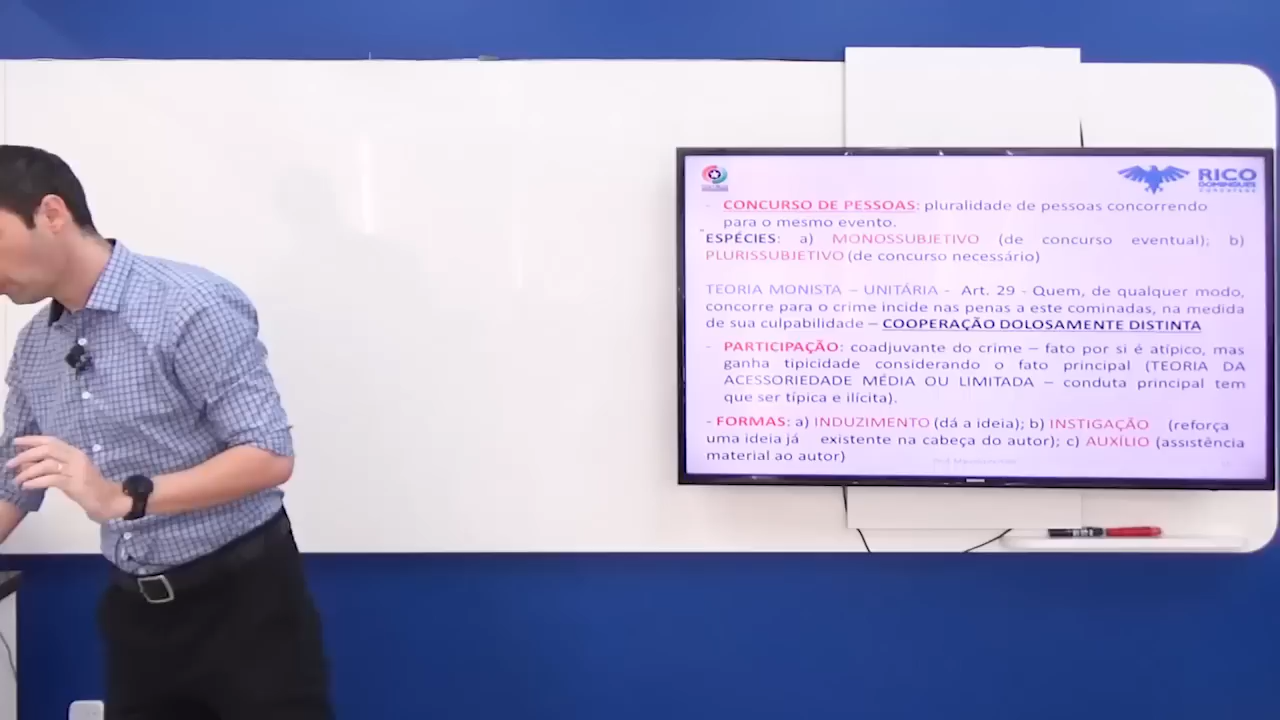 RICO
DOMINGUES
- CONCURSO DE PESSOAS: pluralidade de pessoas concorrendo
para o mesmo evento.
ESPÉCIES: a) MONOSSUBJETIVO (de concurso eventual); b)
PLURISSUBJETIVO (de concurso necessário)
TEORIA MONISTA – UNITÁRIA - Art. 29 - Quem, de qualquer modo,
concorre para o crime incide nas penas a este cominadas, na medida
de sua culpabilidade – COOPERAÇÃO DOLOSAMENTE DISTINTA
- PARTICIPAÇÃO: coadjuvante do crime – fato por si é atípico, mas
ganha tipicidade considerando o fato principal (TEORIA DA
ACESSORIEDADE MÉDIA OU LIMITADA – conduta principal tem
que ser típica e ilícita).
- FORMAS: a) INDUZIMENTO (dá a ideia); b) INSTIGAÇÃO (reforça
uma ideia já existente na cabeça do autor); c) AUXÍLIO (assistência
material ao autor)